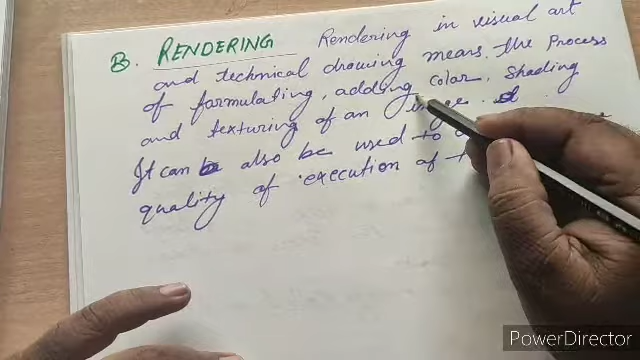 B. RENDERING Rendering in visual art
and technical drawing means. The Process
of formulating, adding color, Shading
and texturing of an
It can also be used to
quality of execution of
PowerDirector